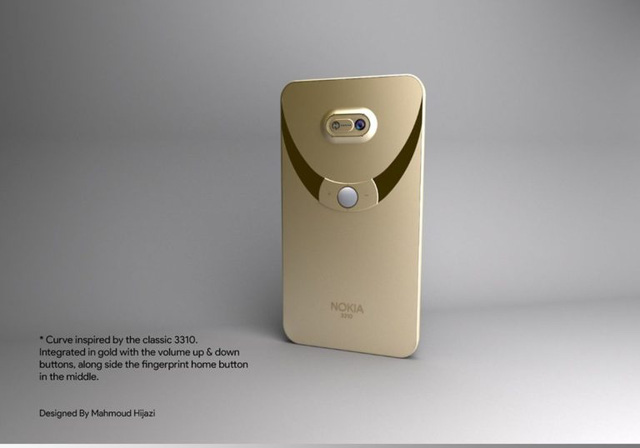 NOKIA
3310
* Curve inspired by the classic 3310.
Integrated in gold with the volume up & down
buttons, along side the fingerprint home button
in the middle.
Designed By Mahmoud Hijazi